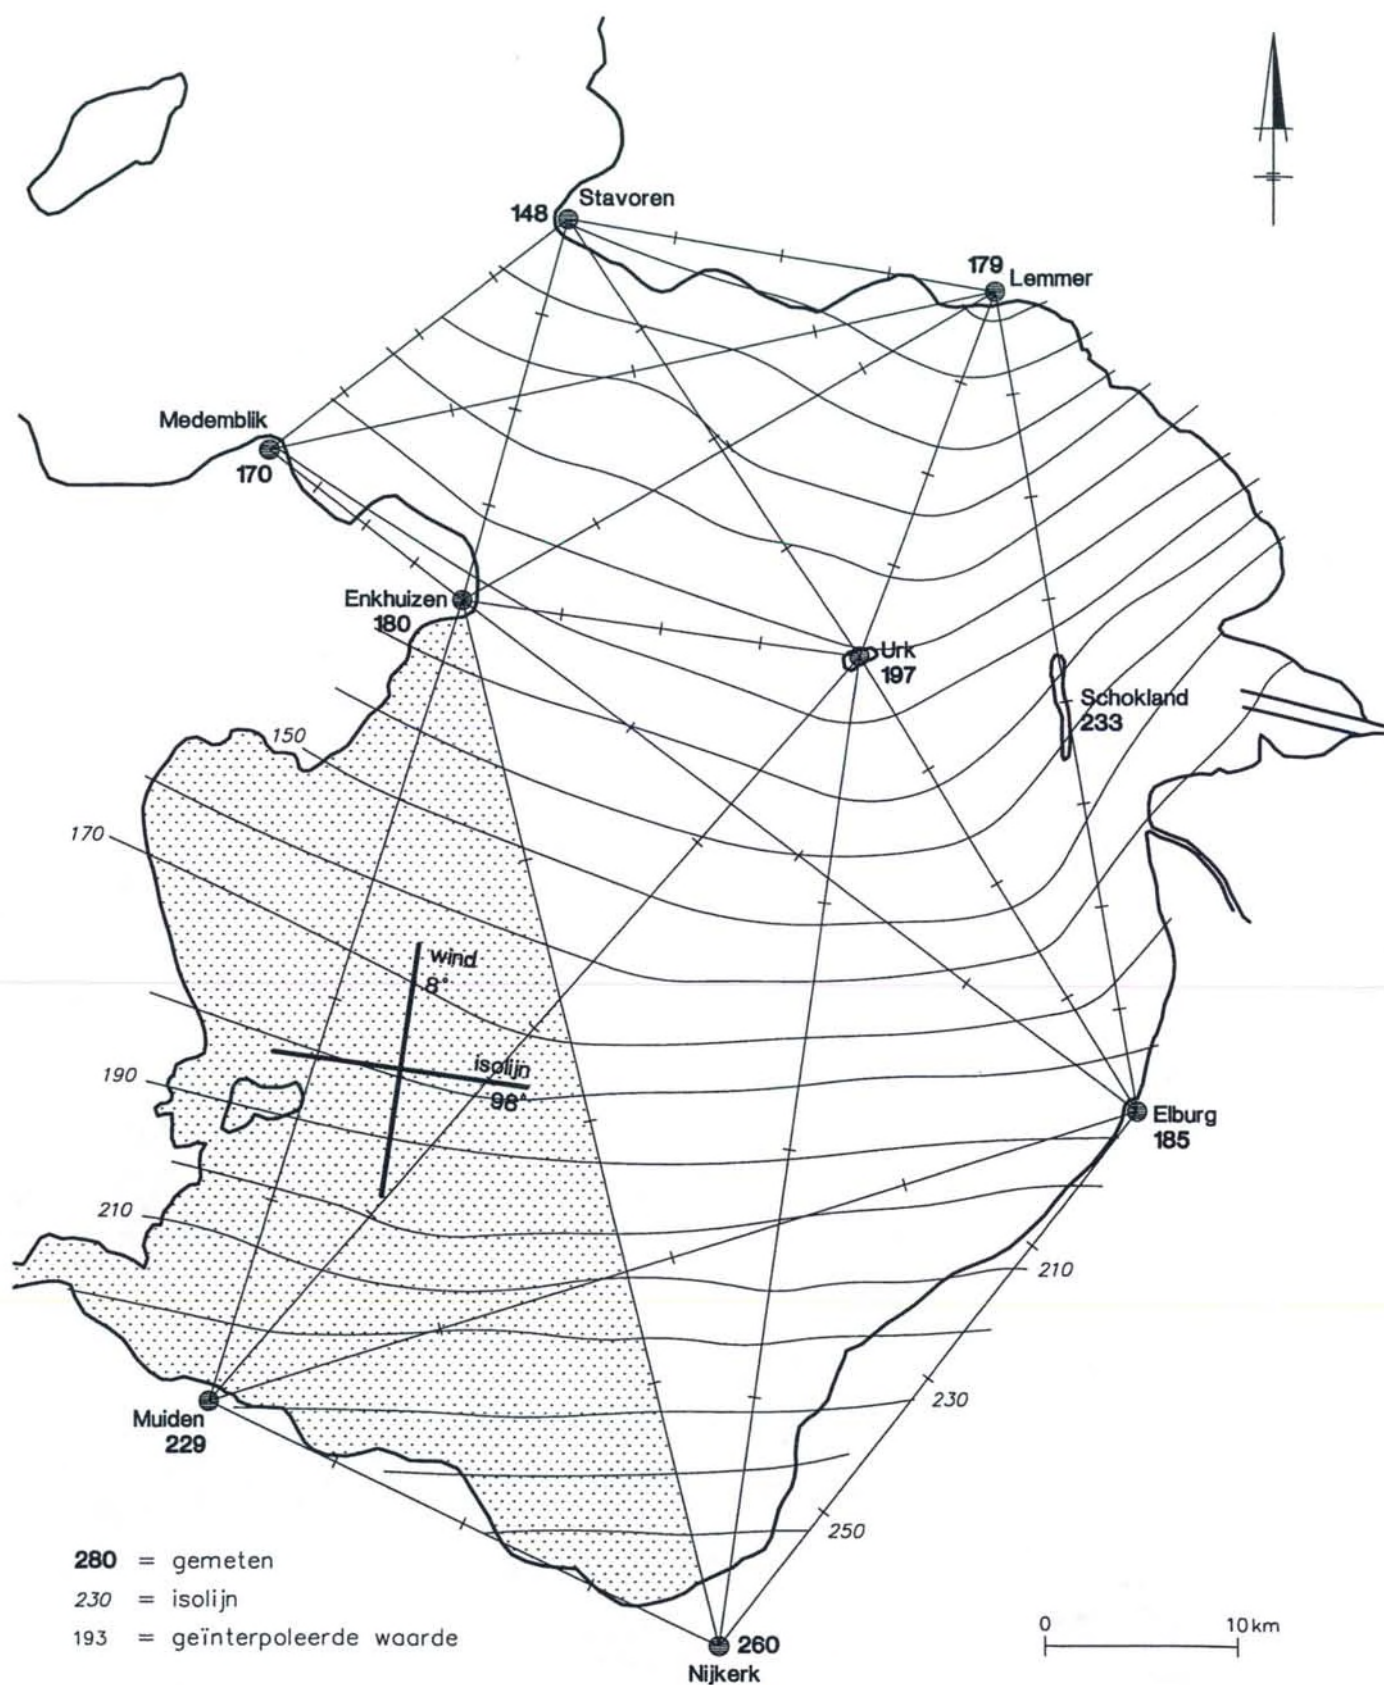 Stavoren
148
179
Lemmer
Medemblik
170
Enkhuizen
180
Urk
197
Schokland
233
150
170
wind
8°
isolijn
98°
190
Elburg
185
210
210
230
Muiden
229
250
280 = gemeten
230 = isolijn
193 = geïnterpoleerde waarde
0 10 km
260
Nijkerk